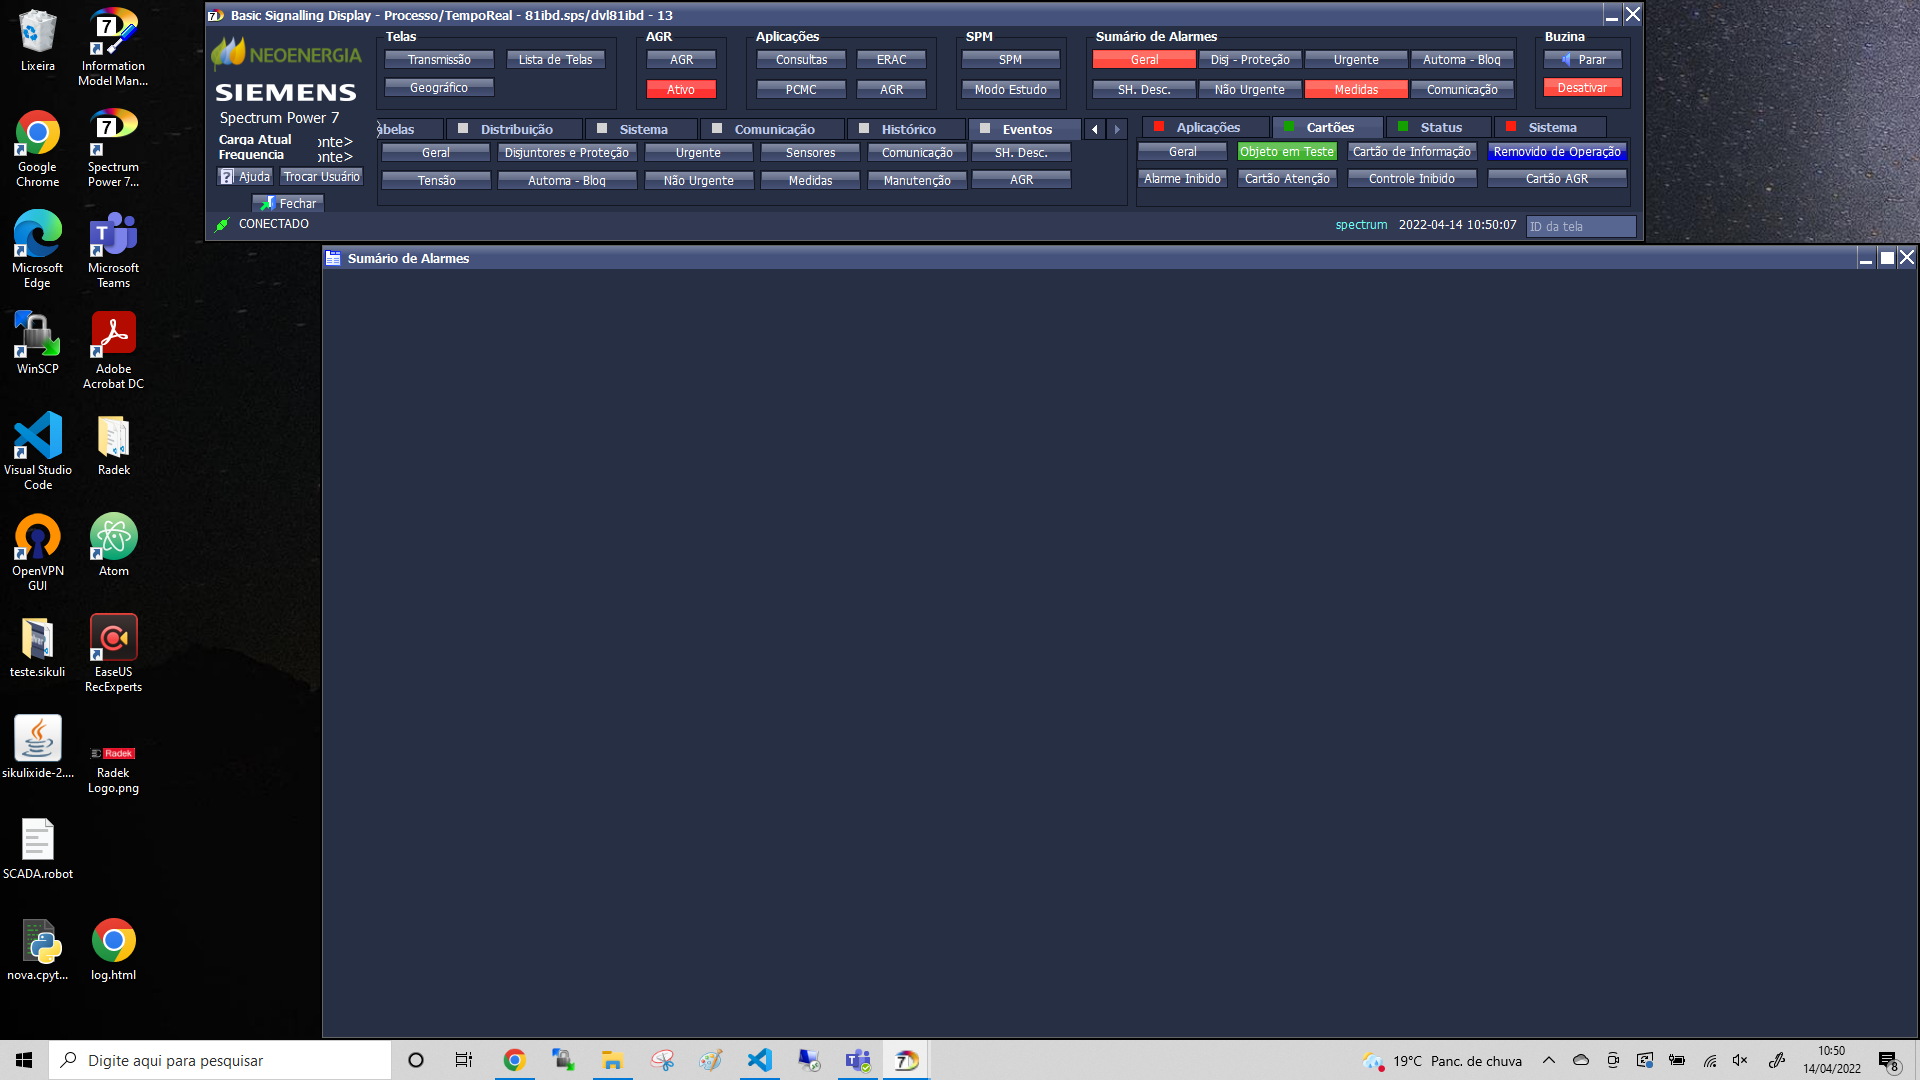 Basic Signalling Display - Processo/TempoReal - 81ibd.sps/dvl81ibd - 13
NEOENERGIA
SIEMENS
Spectrum Power 7
Carga Atual
onte>
Frequencia
onte>
Ajuda
Trocar Usuário
Fechar
CONECTADO
Telas
Transmissão
Lista de Telas
Geográfico
AGR
AGR
Ativo
Aplicações
Consultas
ERAC
PCMC
AGR
SPM
SPM
Modo Estudo
Sumário de Alarmes
Geral
Disj - Proteção
Urgente
Automa - Bloq
SH. Desc.
Não Urgente
Medidas
Comunicação
Buzina
Parar
Desativar
abelas
Distribuição
Sistema
Comunicação
Histórico
Eventos
Geral
Disjuntores e Proteção
Urgente
Sensores
Comunicação
SH. Desc.
Tensão
Automa - Bloq
Não Urgente
Medidas
Manutenção
AGR
Aplicações
Cartões
Status
Sistema
Geral
Objeto em Teste
Cartão de Informação
Removido de Operação
Alarme Inibido
Cartão Atenção
Controle Inibido
Cartão AGR
spectrum
2022-04-14 10:50:07
ID da tela
Sumário de Alarmes
Lixeira
Information
Model Man...
Google
Chrome
Spectrum
Power 7...
Microsoft
Edge
Microsoft
Teams
WinSCP
Adobe
Acrobat DC
Visual Studio
Code
Radek
OpenVPN
GUI
Atom
teste.sikuli
EaseUS
RecExperts
sikulixide-2....
Radek
Radek
Logo.png
SCADA.robot
nova.cpyt...
log.html
Digite aqui para pesquisar
19°C Panc. de chuva
10:50
14/04/2022
8